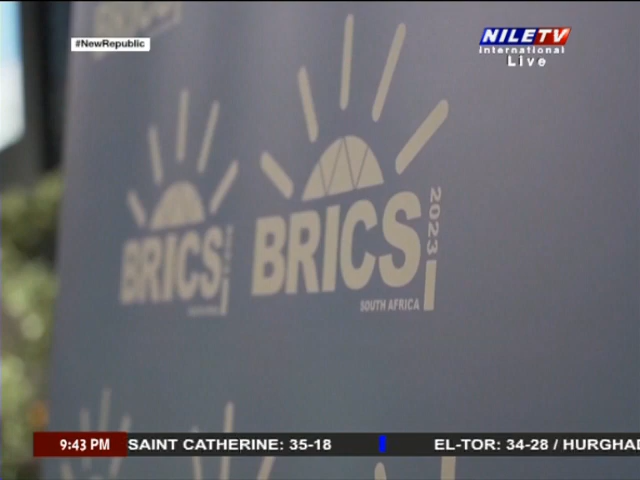 #NewRepublic
NILE TV
International
Live
BRICS
BRICS
2023
SOUTH AFRICA
9:43 PM
SAINT CATHERINE: 35-18
EL-TOR: 34-28 / HURGHAD